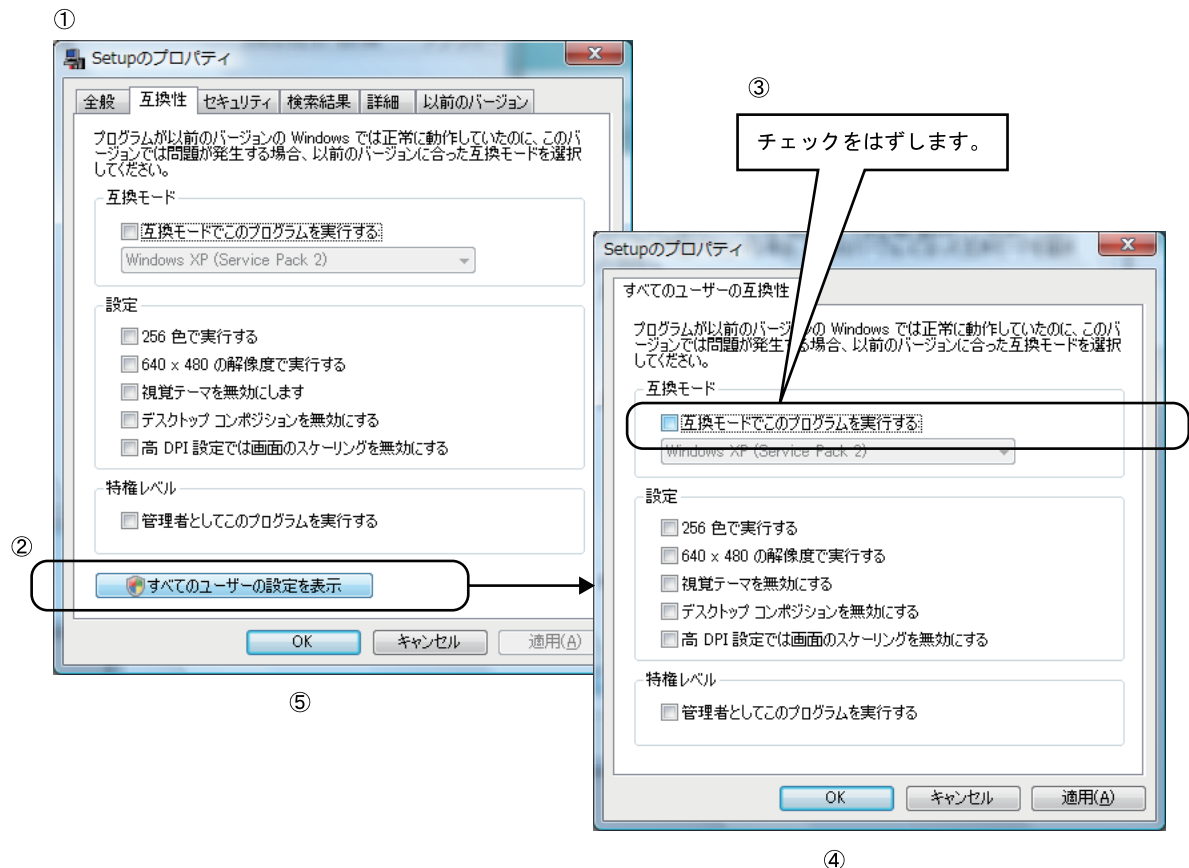 ①
Setupのプロパティ
全般 互換性 セキュリティ 検索結果 詳細 以前のバージョン
プログラムが以前のバージョンの Windows では正常に動作していたのに、このバ
ージョンでは問題が発生する場合、以前のバージョンに合った互換モードを選択
してください。
互換モード
互換モードでこのプログラムを実行する
Windows XP (Service Pack 2)
設定
256 色で実行する
640 x 480 の解像度で実行する
視覚テーマを無効にします
デスクトップ コンポジションを無効にする
高 DPI 設定では画面のスケーリングを無効にする
特権レベル
管理者としてこのプログラムを実行する
②
すべてのユーザーの設定を表示
OK キャンセル 適用(A)
⑤
③
チェックをはずします。
Setupのプロパティ
すべてのユーザーの互換性
プログラムが以前のバージョンの Windows では正常に動作していたのに、このバ
ージョンでは問題が発生する場合、以前のバージョンに合った互換モードを選択
してください。
互換モード
互換モードでこのプログラムを実行する
Windows XP (Service Pack 2)
設定
256 色で実行する
640 x 480 の解像度で実行する
視覚テーマを無効にする
デスクトップ コンポジションを無効にする
高 DPI 設定では画面のスケーリングを無効にする
特権レベル
管理者としてこのプログラムを実行する
OK キャンセル 適用(A)
④